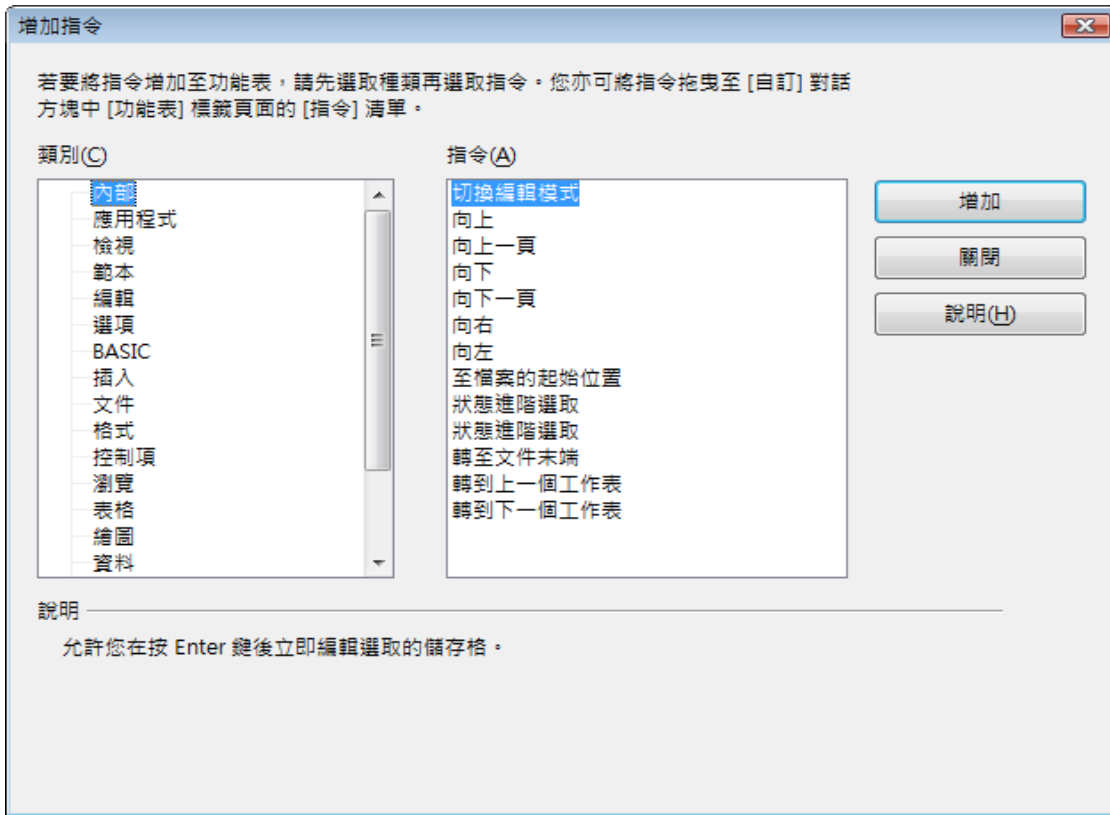 增加指令
若要將指令增加至功能表，請先選取種類再選取指令。您亦可將指令拖曳至 [自訂] 對話
方塊中 [功能表] 標籤頁面的 [指令] 清單。
類別(C)
內部
應用程式
檢視
範本
編輯
選項
BASIC
插入
文件
格式
控制項
瀏覽
表格
繪圖
資料
指令(A)
切換編輯模式
向上
向上一頁
向下
向下一頁
向右
向左
至檔案的起始位置
狀態進階選取
狀態進階選取
轉至文件末端
轉到上一個工作表
轉到下一個工作表
增加
關閉
說明(H)
說明
允許您在按 Enter 鍵後立即編輯選取的儲存格。